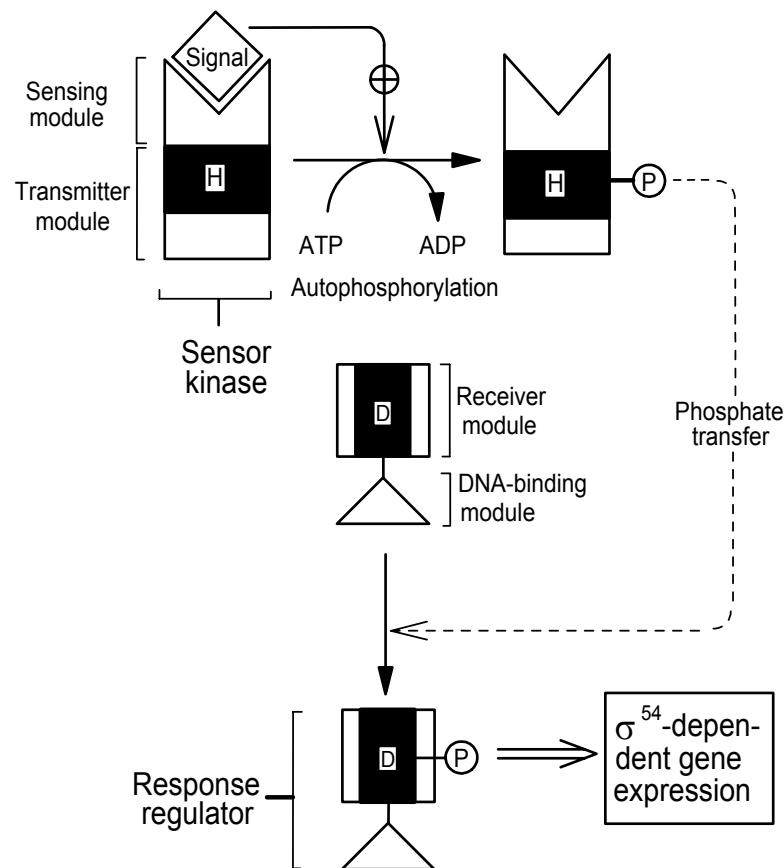 Signal
Sensing
module
H
H
P
Transmitter
module
ATP
ADP
Autophosphorylation
Sensor
kinase
D
Receiver
module
Phosphate
transfer
DNA-binding
module
D
P
σ54-depen-
dent gene
expression
Response
regulator